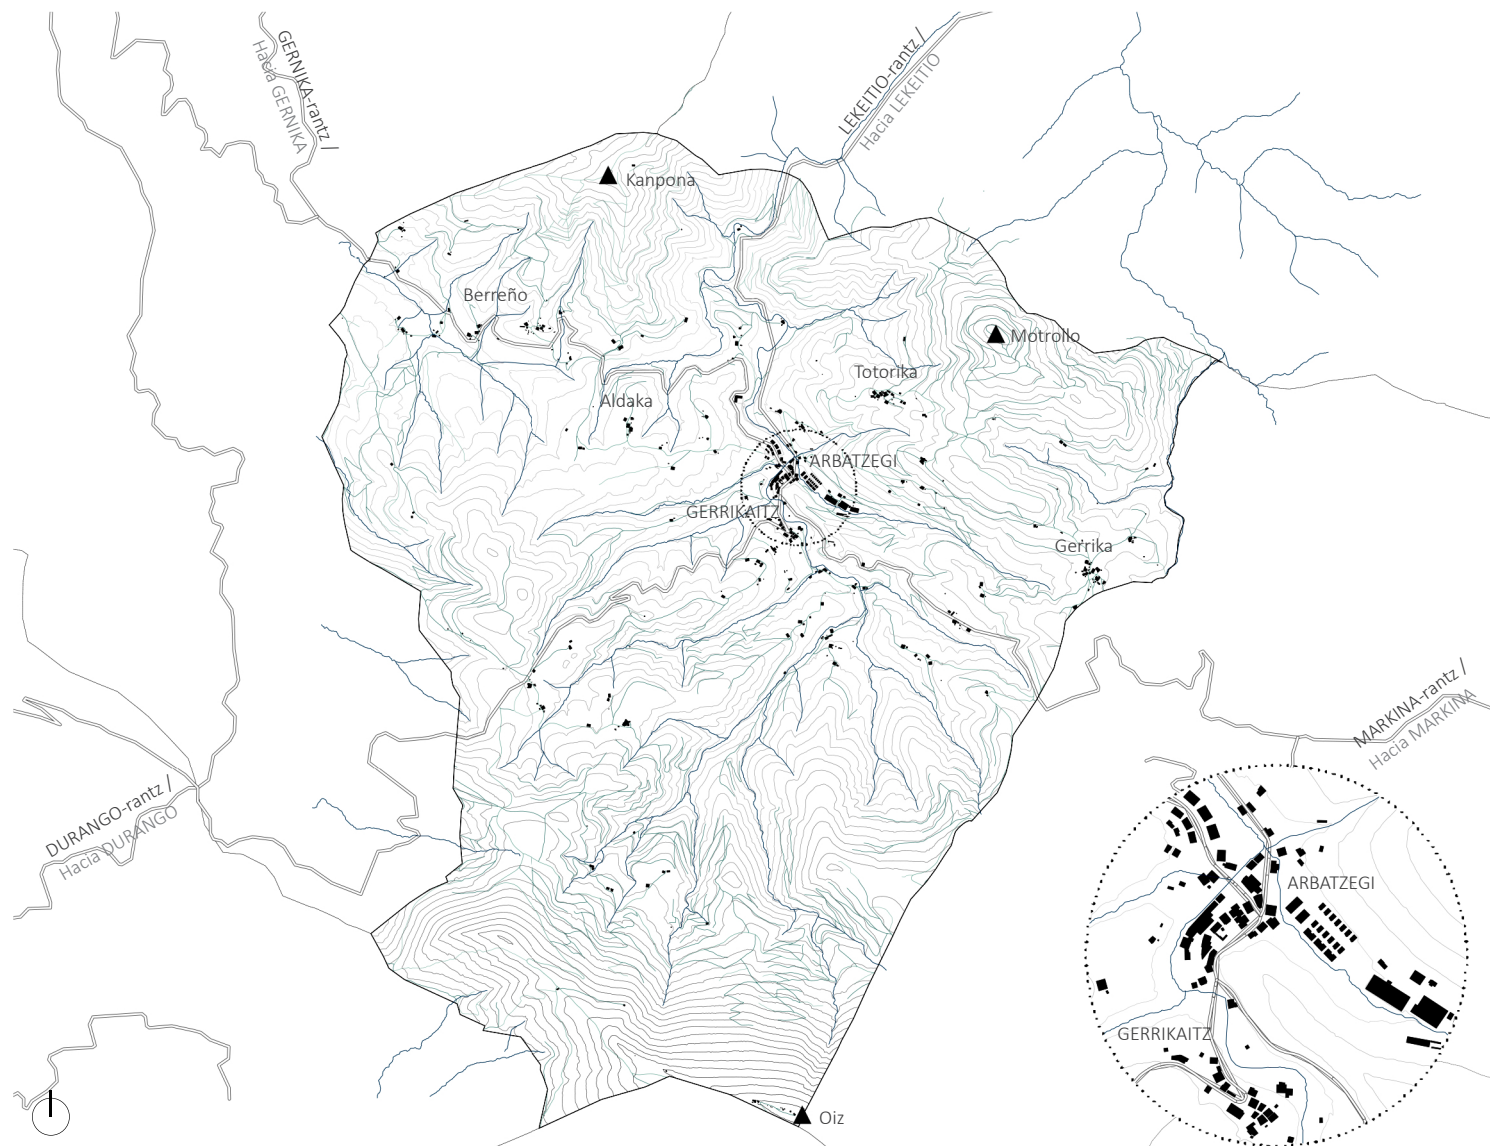 GERNIKA-rantz /
Hacia GERNIKA
LEKEITIO-rantz /
Hacia LEKEITIO
Kanpona
Berreño
Motrollo
Totorika
Aldaka
ARBATZEGI
GERRIKAITZ
Gerrika
MARKINA-rantz /
Hacia MARKINA
DURANGO-rantz /
Hacia DURANGO
ARBATZEGI
GERRIKAITZ
Oiz